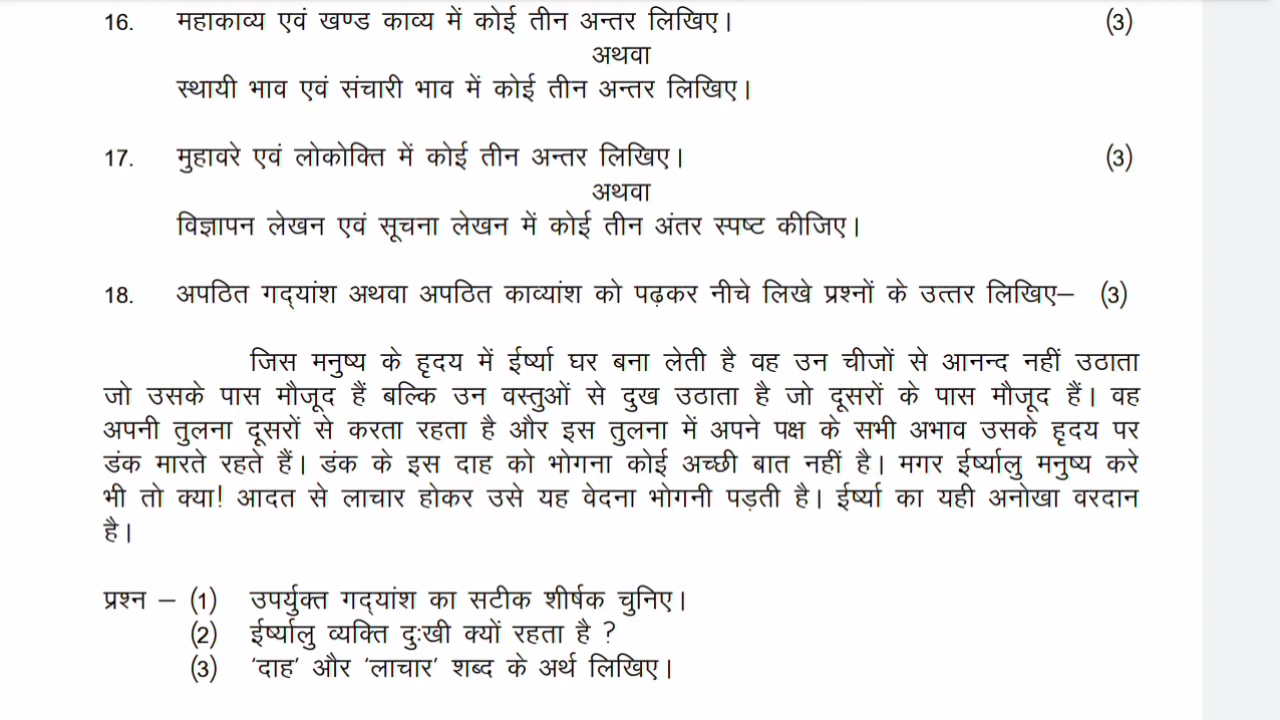 16. महाकाव्य एवं खण्ड काव्य में कोई तीन अन्तर लिखिए। (3)
अथवा
स्थायी भाव एवं संचारी भाव में कोई तीन अन्तर लिखिए।
17. मुहावरे एवं लोकोक्ति में कोई तीन अन्तर लिखिए। (3)
अथवा
विज्ञापन लेखन एवं सूचना लेखन में कोई तीन अंतर स्पष्ट कीजिए।
18. अपठित गद्यांश अथवा अपठित काव्यांश को पढ़कर नीचे लिखे प्रश्नों के उत्तर लिखिए– (3)
जिस मनुष्य के हृदय में ईर्ष्या घर बना लेती है वह उन चीजों से आनन्द नहीं उठाता
जो उसके पास मौजूद हैं बल्कि उन वस्तुओं से दुख उठाता है जो दूसरों के पास मौजूद हैं। वह
अपनी तुलना दूसरों से करता रहता है और इस तुलना में अपने पक्ष के सभी अभाव उसके हृदय पर
डंक मारते रहते हैं। डंक के इस दाह को भोगना कोई अच्छी बात नहीं है। मगर ईर्ष्यालु मनुष्य करे
भी तो क्या! आदत से लाचार होकर उसे यह वेदना भोगनी पड़ती है। ईर्ष्या का यही अनोखा वरदान
है।
प्रश्न – (1) उपर्युक्त गद्यांश का सटीक शीर्षक चुनिए।
(2) ईर्ष्यालु व्यक्ति दुःखी क्यों रहता है ?
(3) 'दाह' और 'लाचार' शब्द के अर्थ लिखिए।